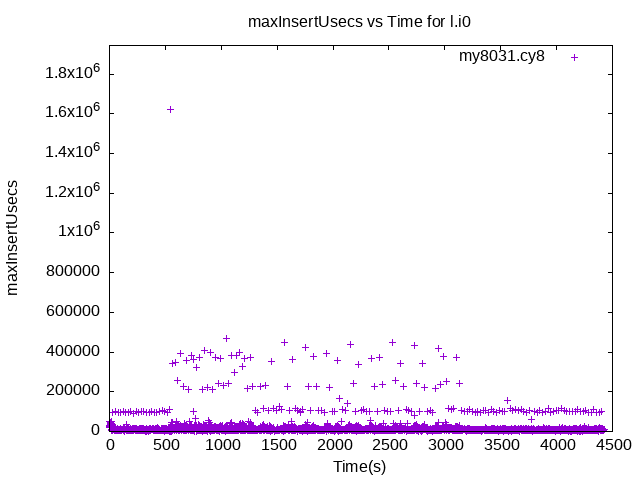 maxInsertUsecs vs Time for l.i0
my8031.cy8
maxInsertUsecs
1.8x10^6
1.6x10^6
1.4x10^6
1.2x10^6
1x10^6
800000
600000
400000
200000
0
0 500 1000 1500 2000 2500 3000 3500 4000 4500
Time(s)